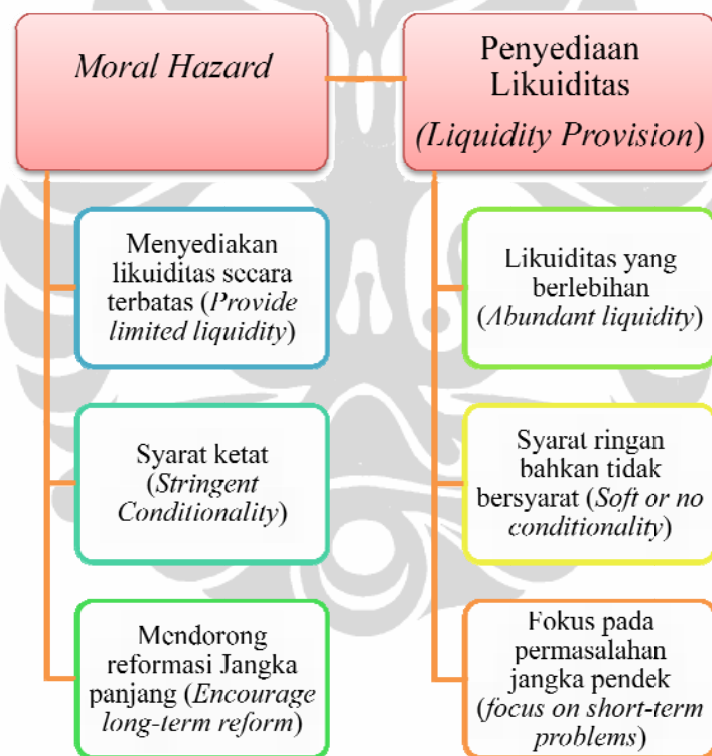 Moral Hazard
Penyediaan
Likuiditas
(Liquidity Provision)
Menyediakan
likuiditas secara
terbatas (Provide
limited liquidity)
Likuiditas yang
berlebihan
(Abundant liquidity)
Syarat ketat
(Stringent
Conditionality)
Syarat ringan
bahkan tidak
bersyarat (Soft or no
conditionality)
Mendorong
reformasi Jangka
panjang (Encourage
long-term reform)
Fokus pada
permasalahan
jangka pendek
(focus on short-term
problems)